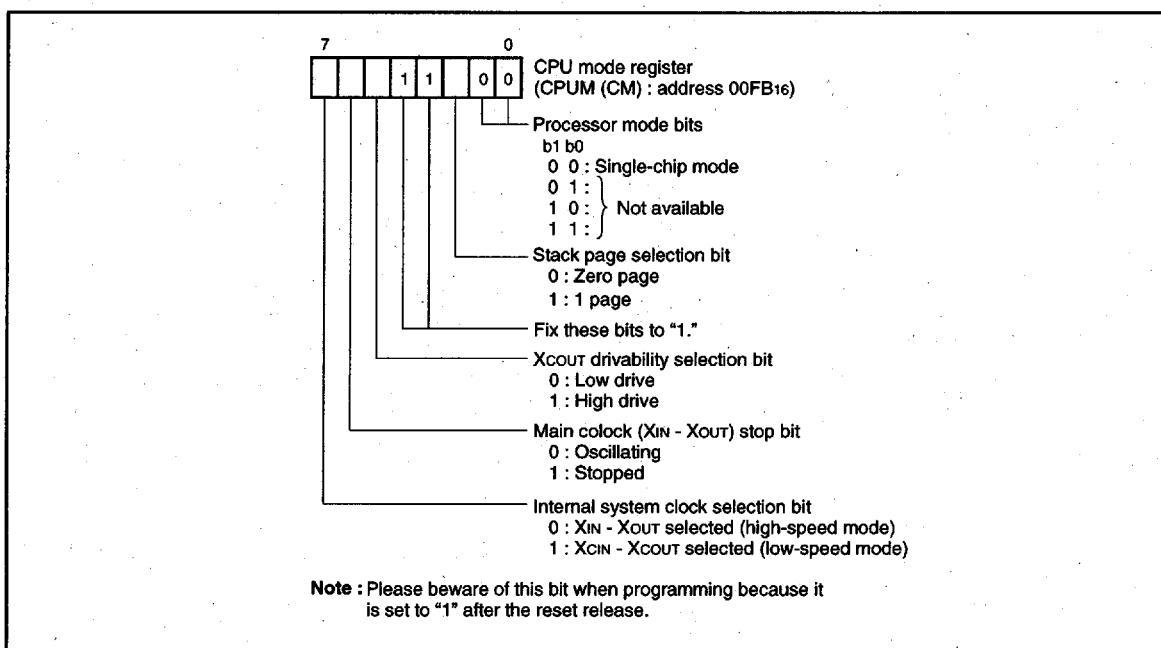 7 0
1 1 0 0
CPU mode register
(CPUM (CM) : address 00FB16)
Processor mode bits
b1 b0
0 0 : Single-chip mode
0 1 :
1 0 : Not available
1 1 :
Stack page selection bit
0 : Zero page
1 : 1 page
Fix these bits to “1.”
XCOUT drivability selection bit
0 : Low drive
1 : High drive
Main colock (XIN - XOUT) stop bit
0 : Oscillating
1 : Stopped
Internal system clock selection bit
0 : XIN - XOUT selected (high-speed mode)
1 : XCIN - XCOUT selected (low-speed mode)
Note : Please beware of this bit when programming because it
is set to “1” after the reset release.